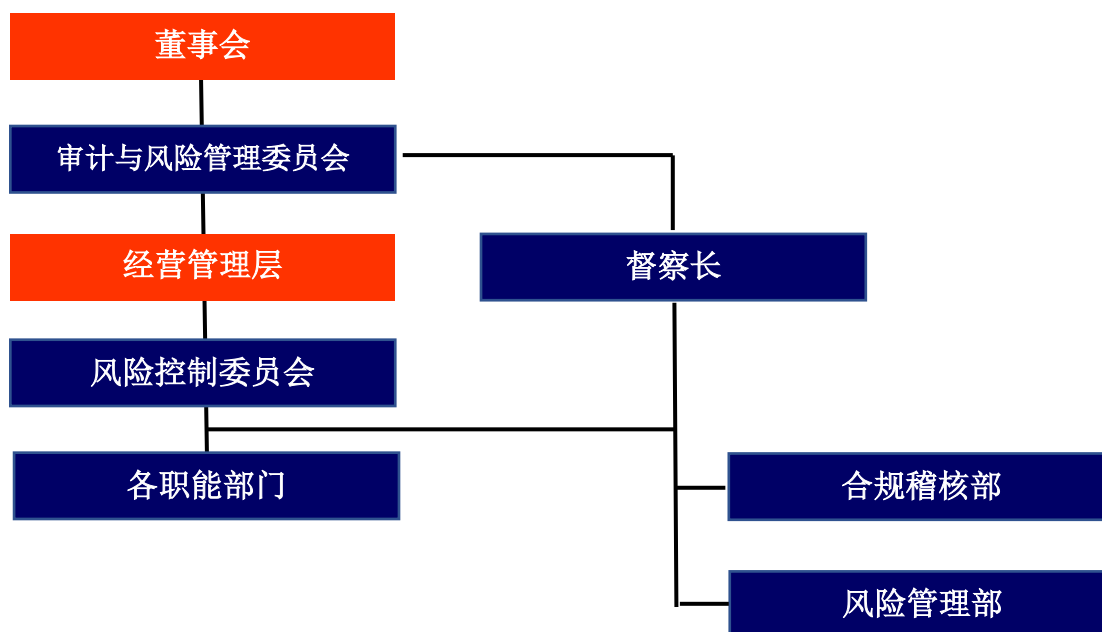 董事会
审计与风险管理委员会
经营管理层
督察长
风险控制委员会
各职能部门
合规稽核部
风险管理部